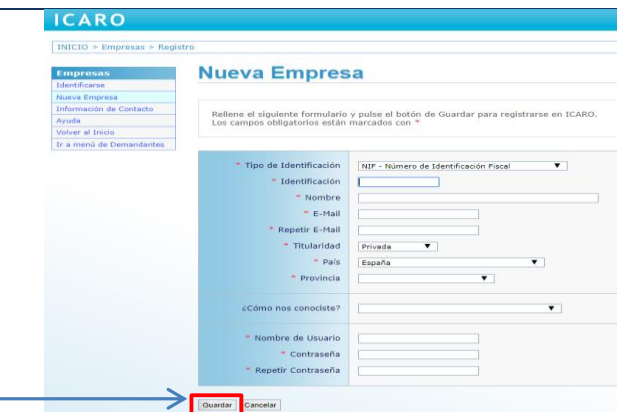 ICARO
INICIO > Empresas > Registro
Empresas
Identificarse
Nueva Empresa
Información de Contacto
Ayuda
Volver al Inicio
Ir a menú de Demandantes
Nueva Empresa
Rellene el siguiente formulario y pulse el botón de Guardar para registrarse en ICARO.
Los campos obligatorios están marcados con *
* Tipo de Identificación NIF - Número de Identificación Fiscal
* Identificación
* Nombre
* E-Mail
* Repetir E-Mail
* Titularidad Privada
* País España
* Provincia
¿Cómo nos conociste?
* Nombre de Usuario
* Contraseña
* Repetir Contraseña
Guardar Cancelar